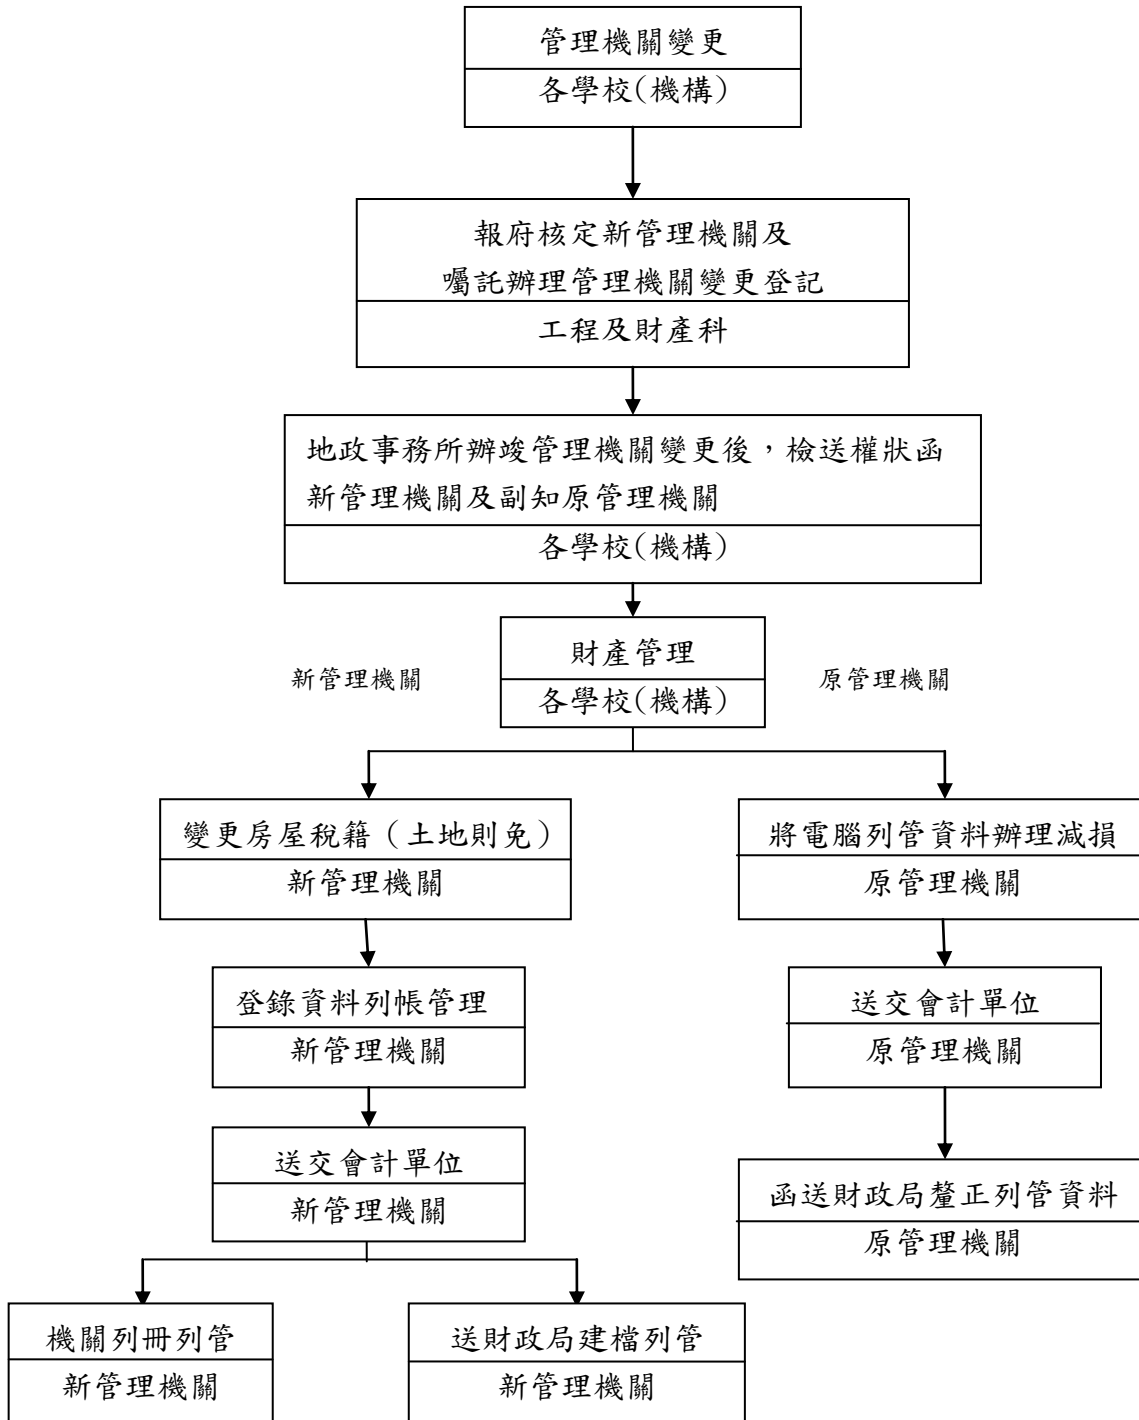 管理機關變更
各學校(機構)
報府核定新管理機關及
囑託辦理管理機關變更登記
工程及財產科
地政事務所辦竣管理機關變更後，檢送權狀函
新管理機關及副知原管理機關
各學校(機構)
財產管理
各學校(機構)
新管理機關
原管理機關
變更房屋稅籍（土地則免）
新管理機關
登錄資料列帳管理
新管理機關
送交會計單位
新管理機關
機關列冊列管
新管理機關
送財政局建檔列管
新管理機關
將電腦列管資料辦理減損
原管理機關
送交會計單位
原管理機關
函送財政局釐正列管資料
原管理機關